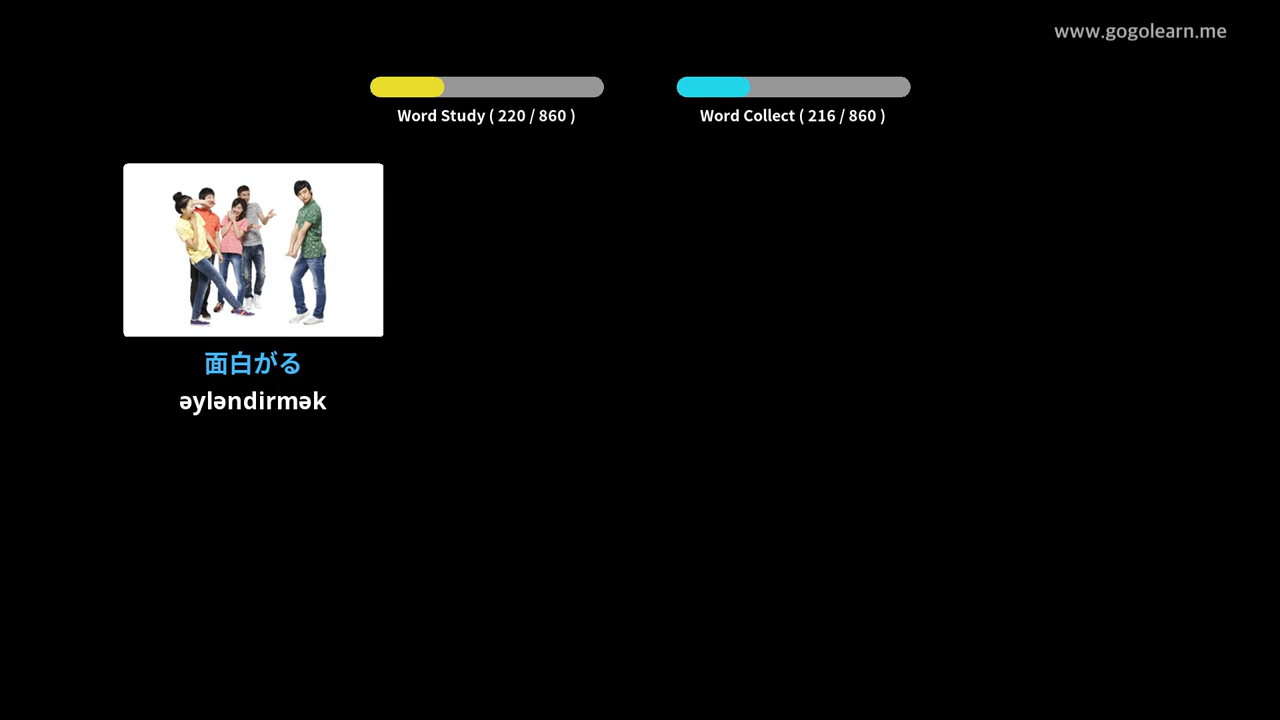 www.gogolearn.me
Word Study ( 220 / 860 )
Word Collect ( 216 / 860 )
面白がる
əyləndirmək